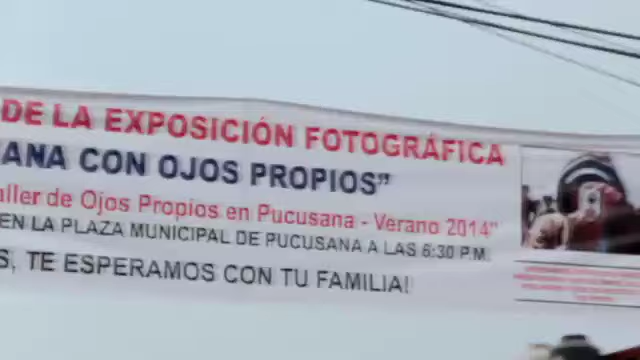 DE LA EXPOSICIÓN FOTOGRÁFICA
ANA CON OJOS PROPIOS”
aller de Ojos Propios en Pucusana - Verano 2014"
EN LA PLAZA MUNICIPAL DE PUCUSANA A LAS 6:30 P.M.
S, TE ESPERAMOS CON TU FAMILIA!